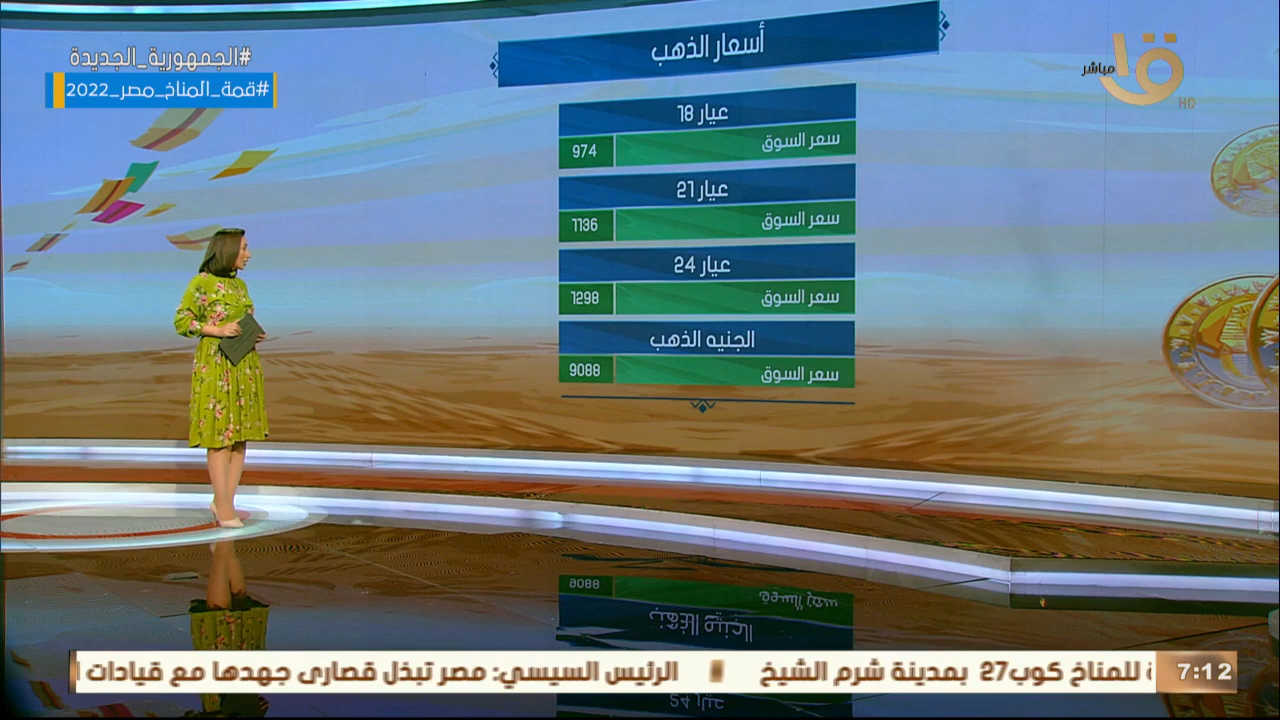 #الجمهورية_الجديدة
#قمة_المناخ_مصر_2022
مباشر
HD
أسعار الذهب
عيار 18
سعر السوق 974
عيار 21
سعر السوق 1136
عيار 24
سعر السوق 1298
الجنيه الذهب
سعر السوق 9088
للمناخ كوب27 بمدينة شرم الشيخ الرئيس السيسي: مصر تبذل قصارى جهدها مع قيادات
7:12